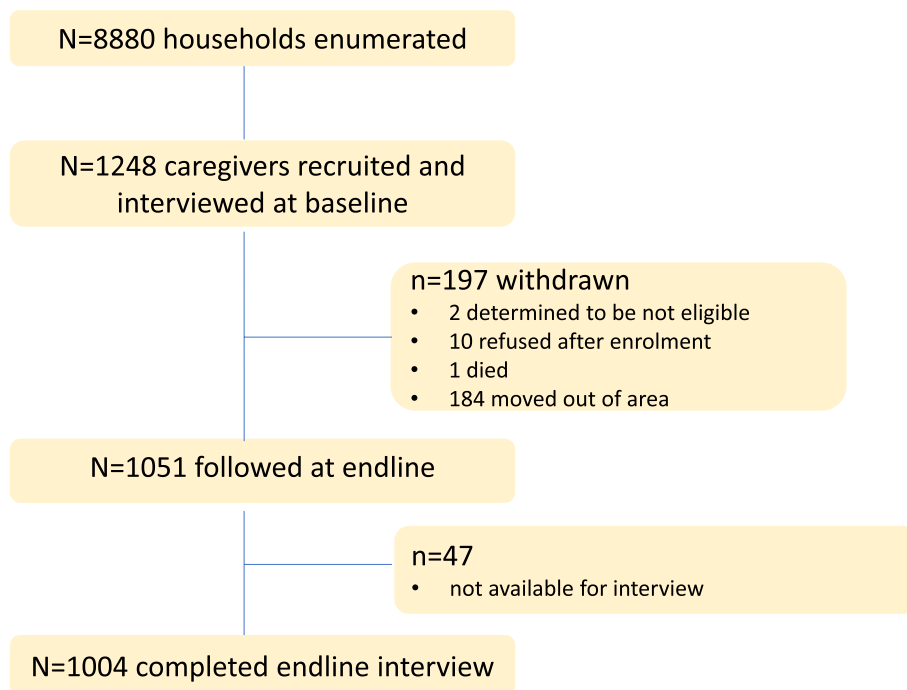 N=8880 households enumerated
N=1248 caregivers recruited and
interviewed at baseline
n=197 withdrawn
• 2 determined to be not eligible
• 10 refused after enrolment
• 1 died
• 184 moved out of area
N=1051 followed at endline
n=47
• not available for interview
N=1004 completed endline interview